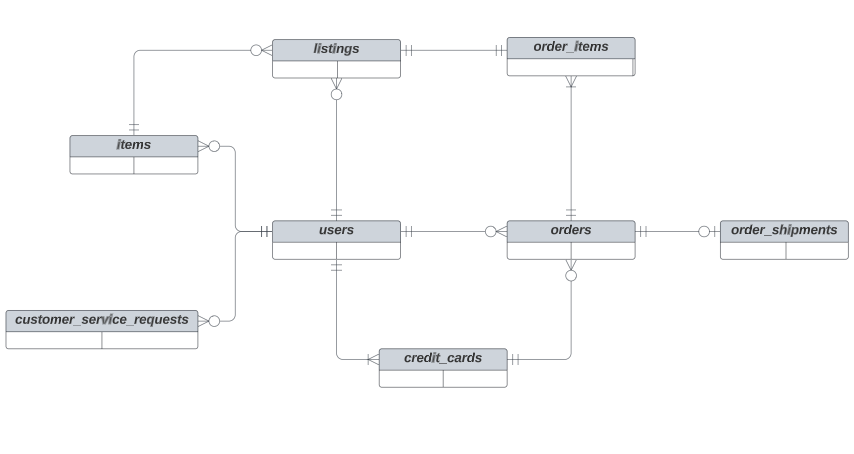 listings
order_items
items
users
orders
order_shipments
customer_service_requests
credit_cards